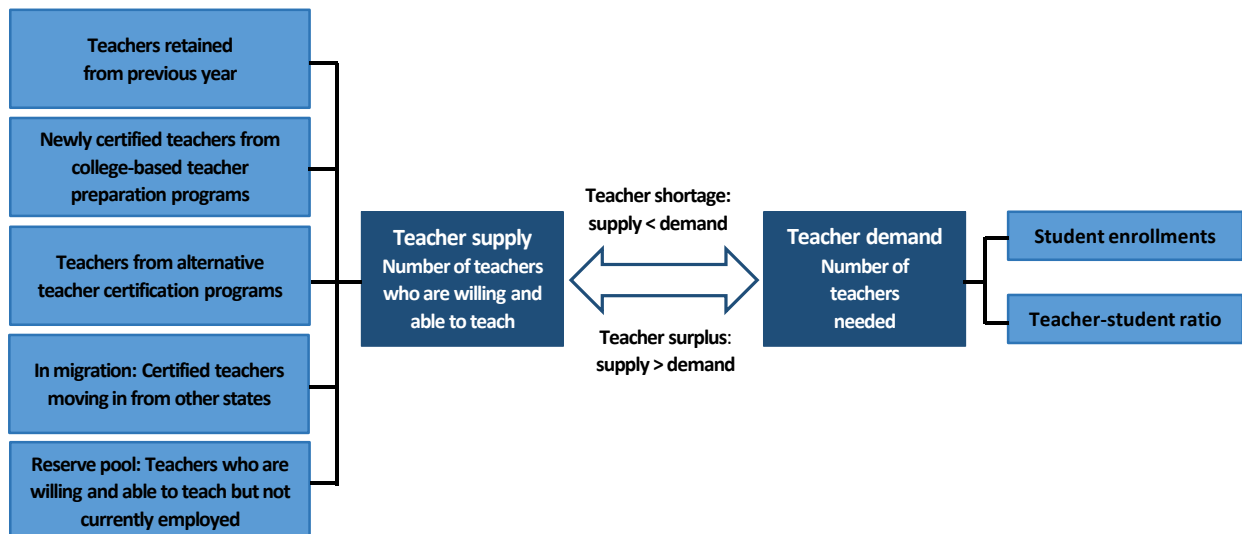 Teachers retained
from previous year
Newly certified teachers from
college-based teacher
preparation programs
Teachers from alternative
teacher certification programs
In migration: Certified teachers
moving in from other states
Reserve pool: Teachers who are
willing and able to teach but not
currently employed
Teacher supply
Number of teachers
who are willing and
able to teach
Teacher shortage:
supply < demand
Teacher surplus:
supply > demand
Teacher demand
Number of
teachers
needed
Student enrollments
Teacher-student ratio